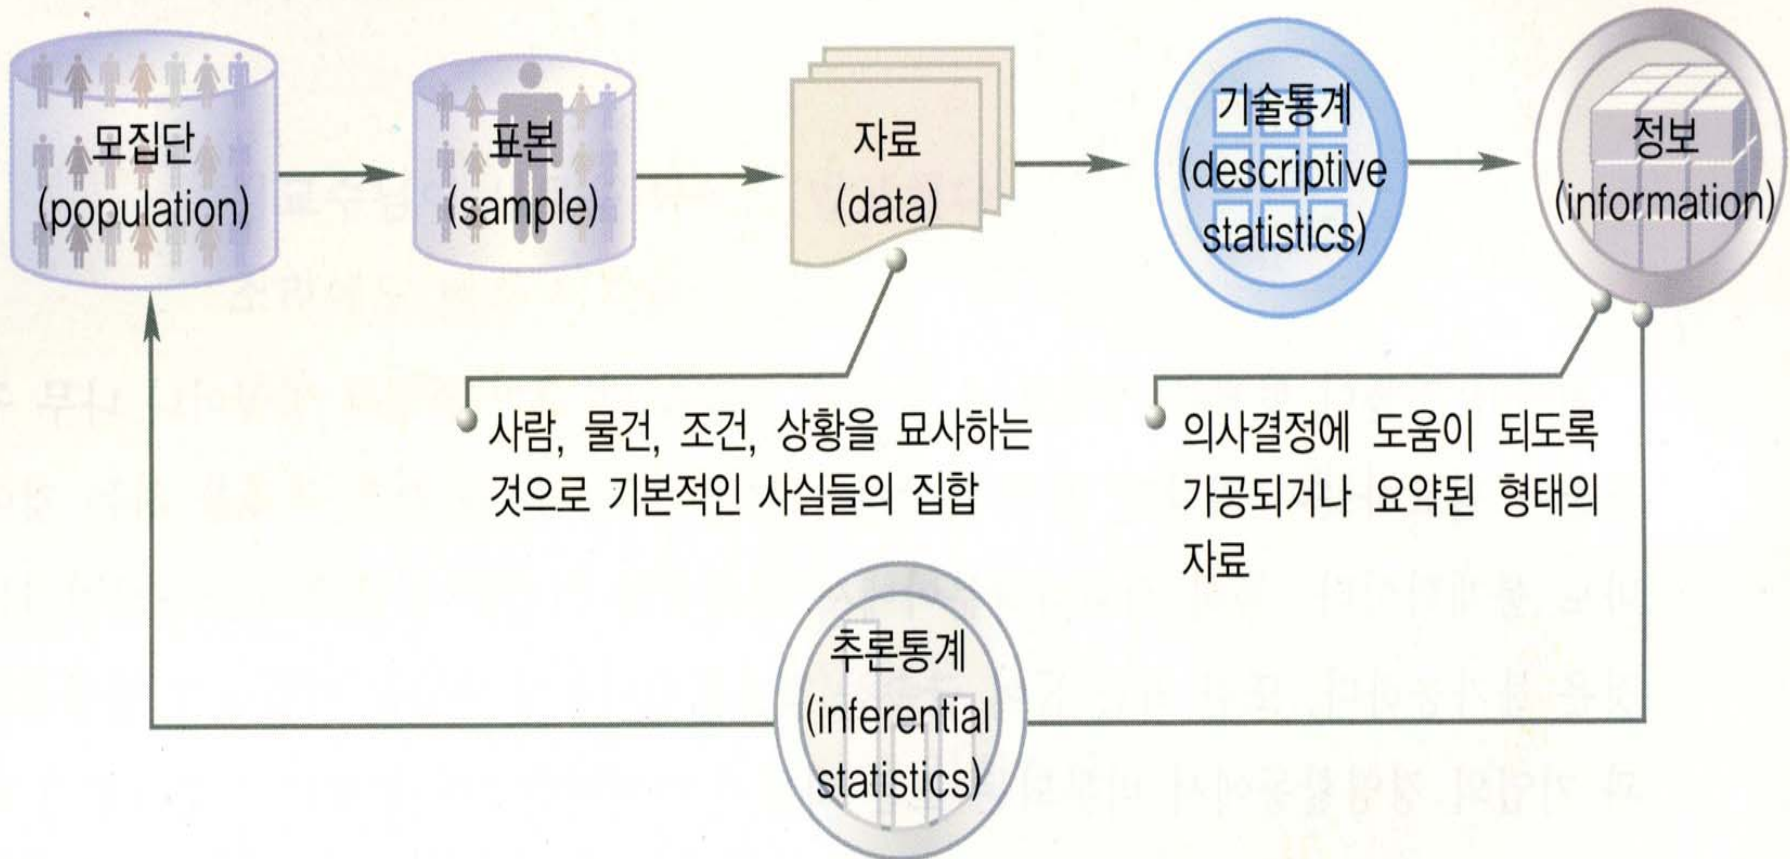 모집단
(population)
표본
(sample)
자료
(data)
기술통계
(descriptive
statistics)
정보
(information)
사람, 물건, 조건, 상황을 묘사하는
것으로 기본적인 사실들의 집합
의사결정에 도움이 되도록
가공되거나 요약된 형태의
자료
추론통계
(inferential
statistics)